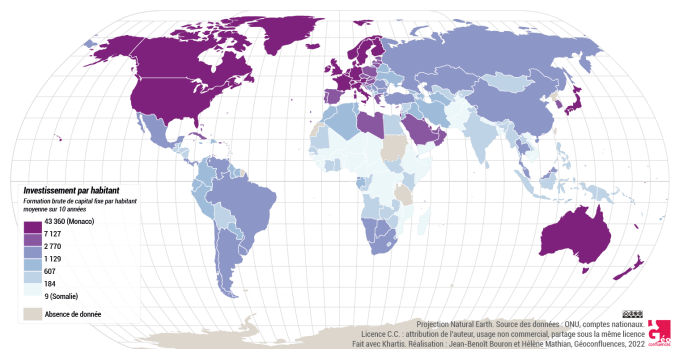 Investissement par habitant
Formation brute de capital fixe par habitant
moyenne sur 10 années
43 360 (Monaco)
7 127
2 770
1 129
607
184
9 (Somalie)
Absence de donnée
Projection Natural Earth. Source des données : ONU, comptes nationaux.
Licence C.C. : attribution de l'auteur, usage non commercial, partage sous la même licence
Fait avec Khartis. Réalisation : Jean-Benoît Bouron et Hélène Mathian, Géoconfluences, 2022
Géo
confluences